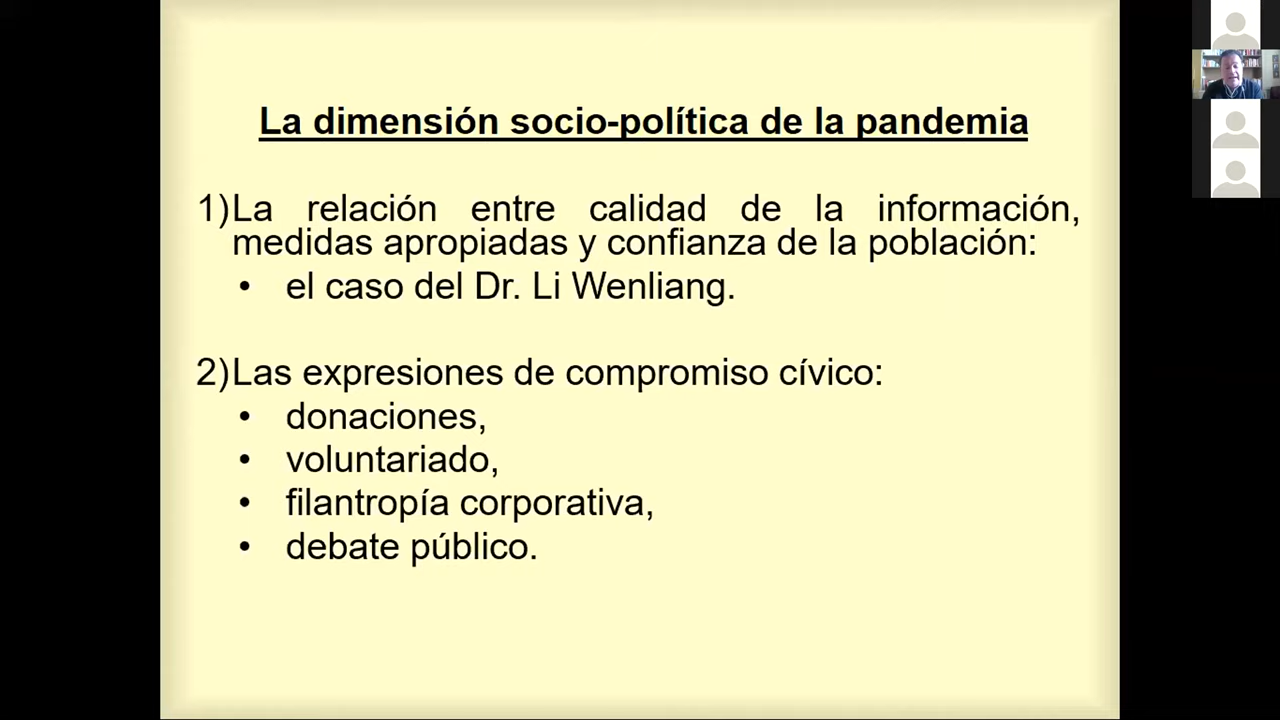 La dimensión socio-política de la pandemia
1)La relación entre calidad de la información,
medidas apropiadas y confianza de la población:
• el caso del Dr. Li Wenliang.
2)Las expresiones de compromiso cívico:
• donaciones,
• voluntariado,
• filantropía corporativa,
• debate público.